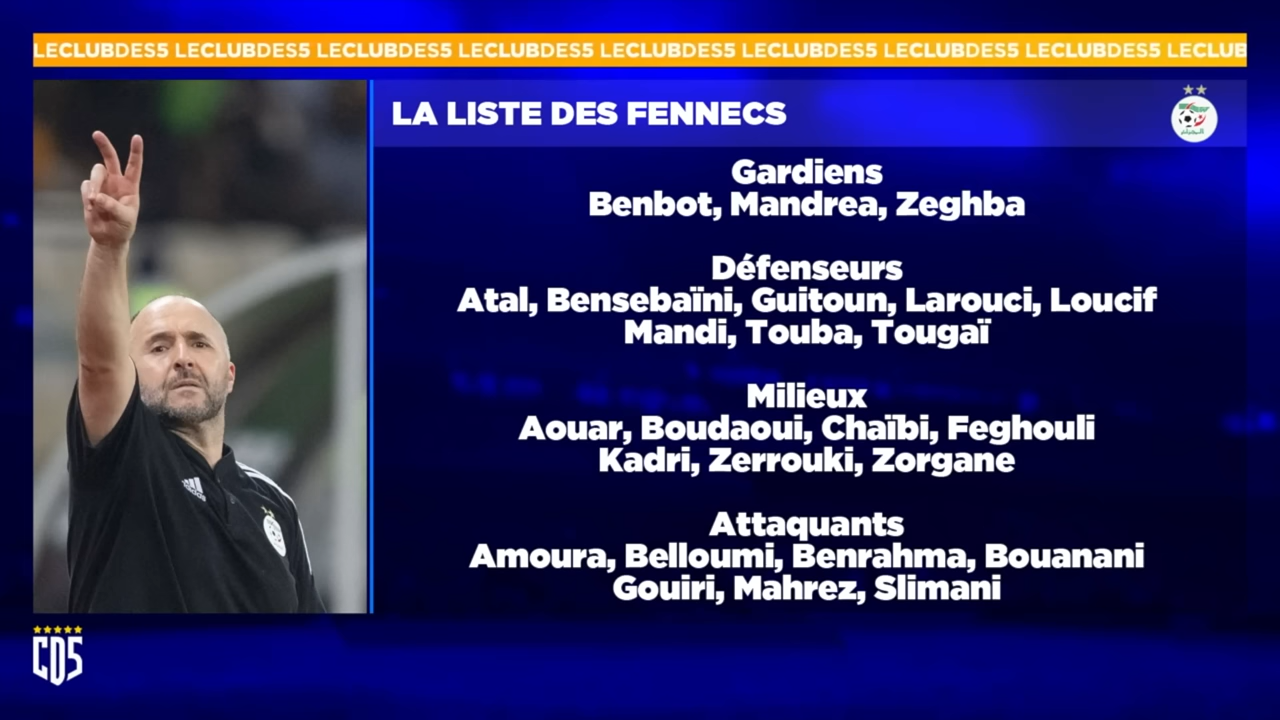 LECLUBDES5 LECLUBDES5 LECLUBDES5 LECLUBDES5 LECLUBDES5 LECLUBDES5 LECLUBDES5 LECLUBDES5 LECLUB
LA LISTE DES FENNECS
Gardiens
Benbot, Mandrea, Zeghba
Défenseurs
Atal, Bensebaïni, Guitoun, Larouci, Loucif
Mandi, Touba, Tougaï
Milieux
Aouar, Boudaoui, Chaïbi, Feghouli
Kadri, Zerrouki, Zorgane
Attaquants
Amoura, Belloumi, Benrahma, Bouanani
Gouiri, Mahrez, Slimani
adidas
CD5